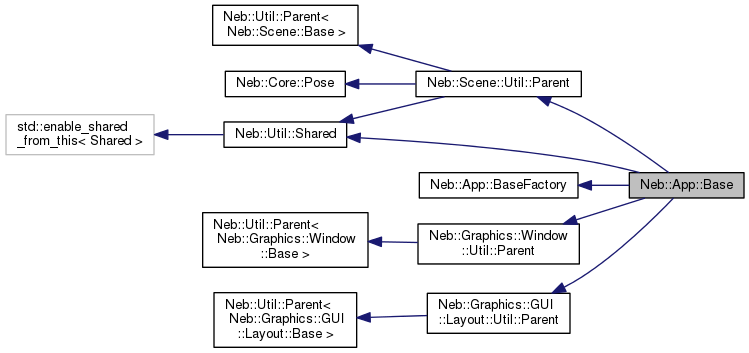 Neb::Util::Parent<
Neb::Scene::Base >
Neb::Core::Pose
Neb::Scene::Util::Parent
std::enable_shared
_from_this< Shared >
Neb::Util::Shared
Neb::App::BaseFactory
Neb::App::Base
Neb::Util::Parent<
Neb::Graphics::Window
::Base >
Neb::Graphics::Window
::Util::Parent
Neb::Util::Parent<
Neb::Graphics::GUI
::Layout::Base >
Neb::Graphics::GUI
::Layout::Util::Parent